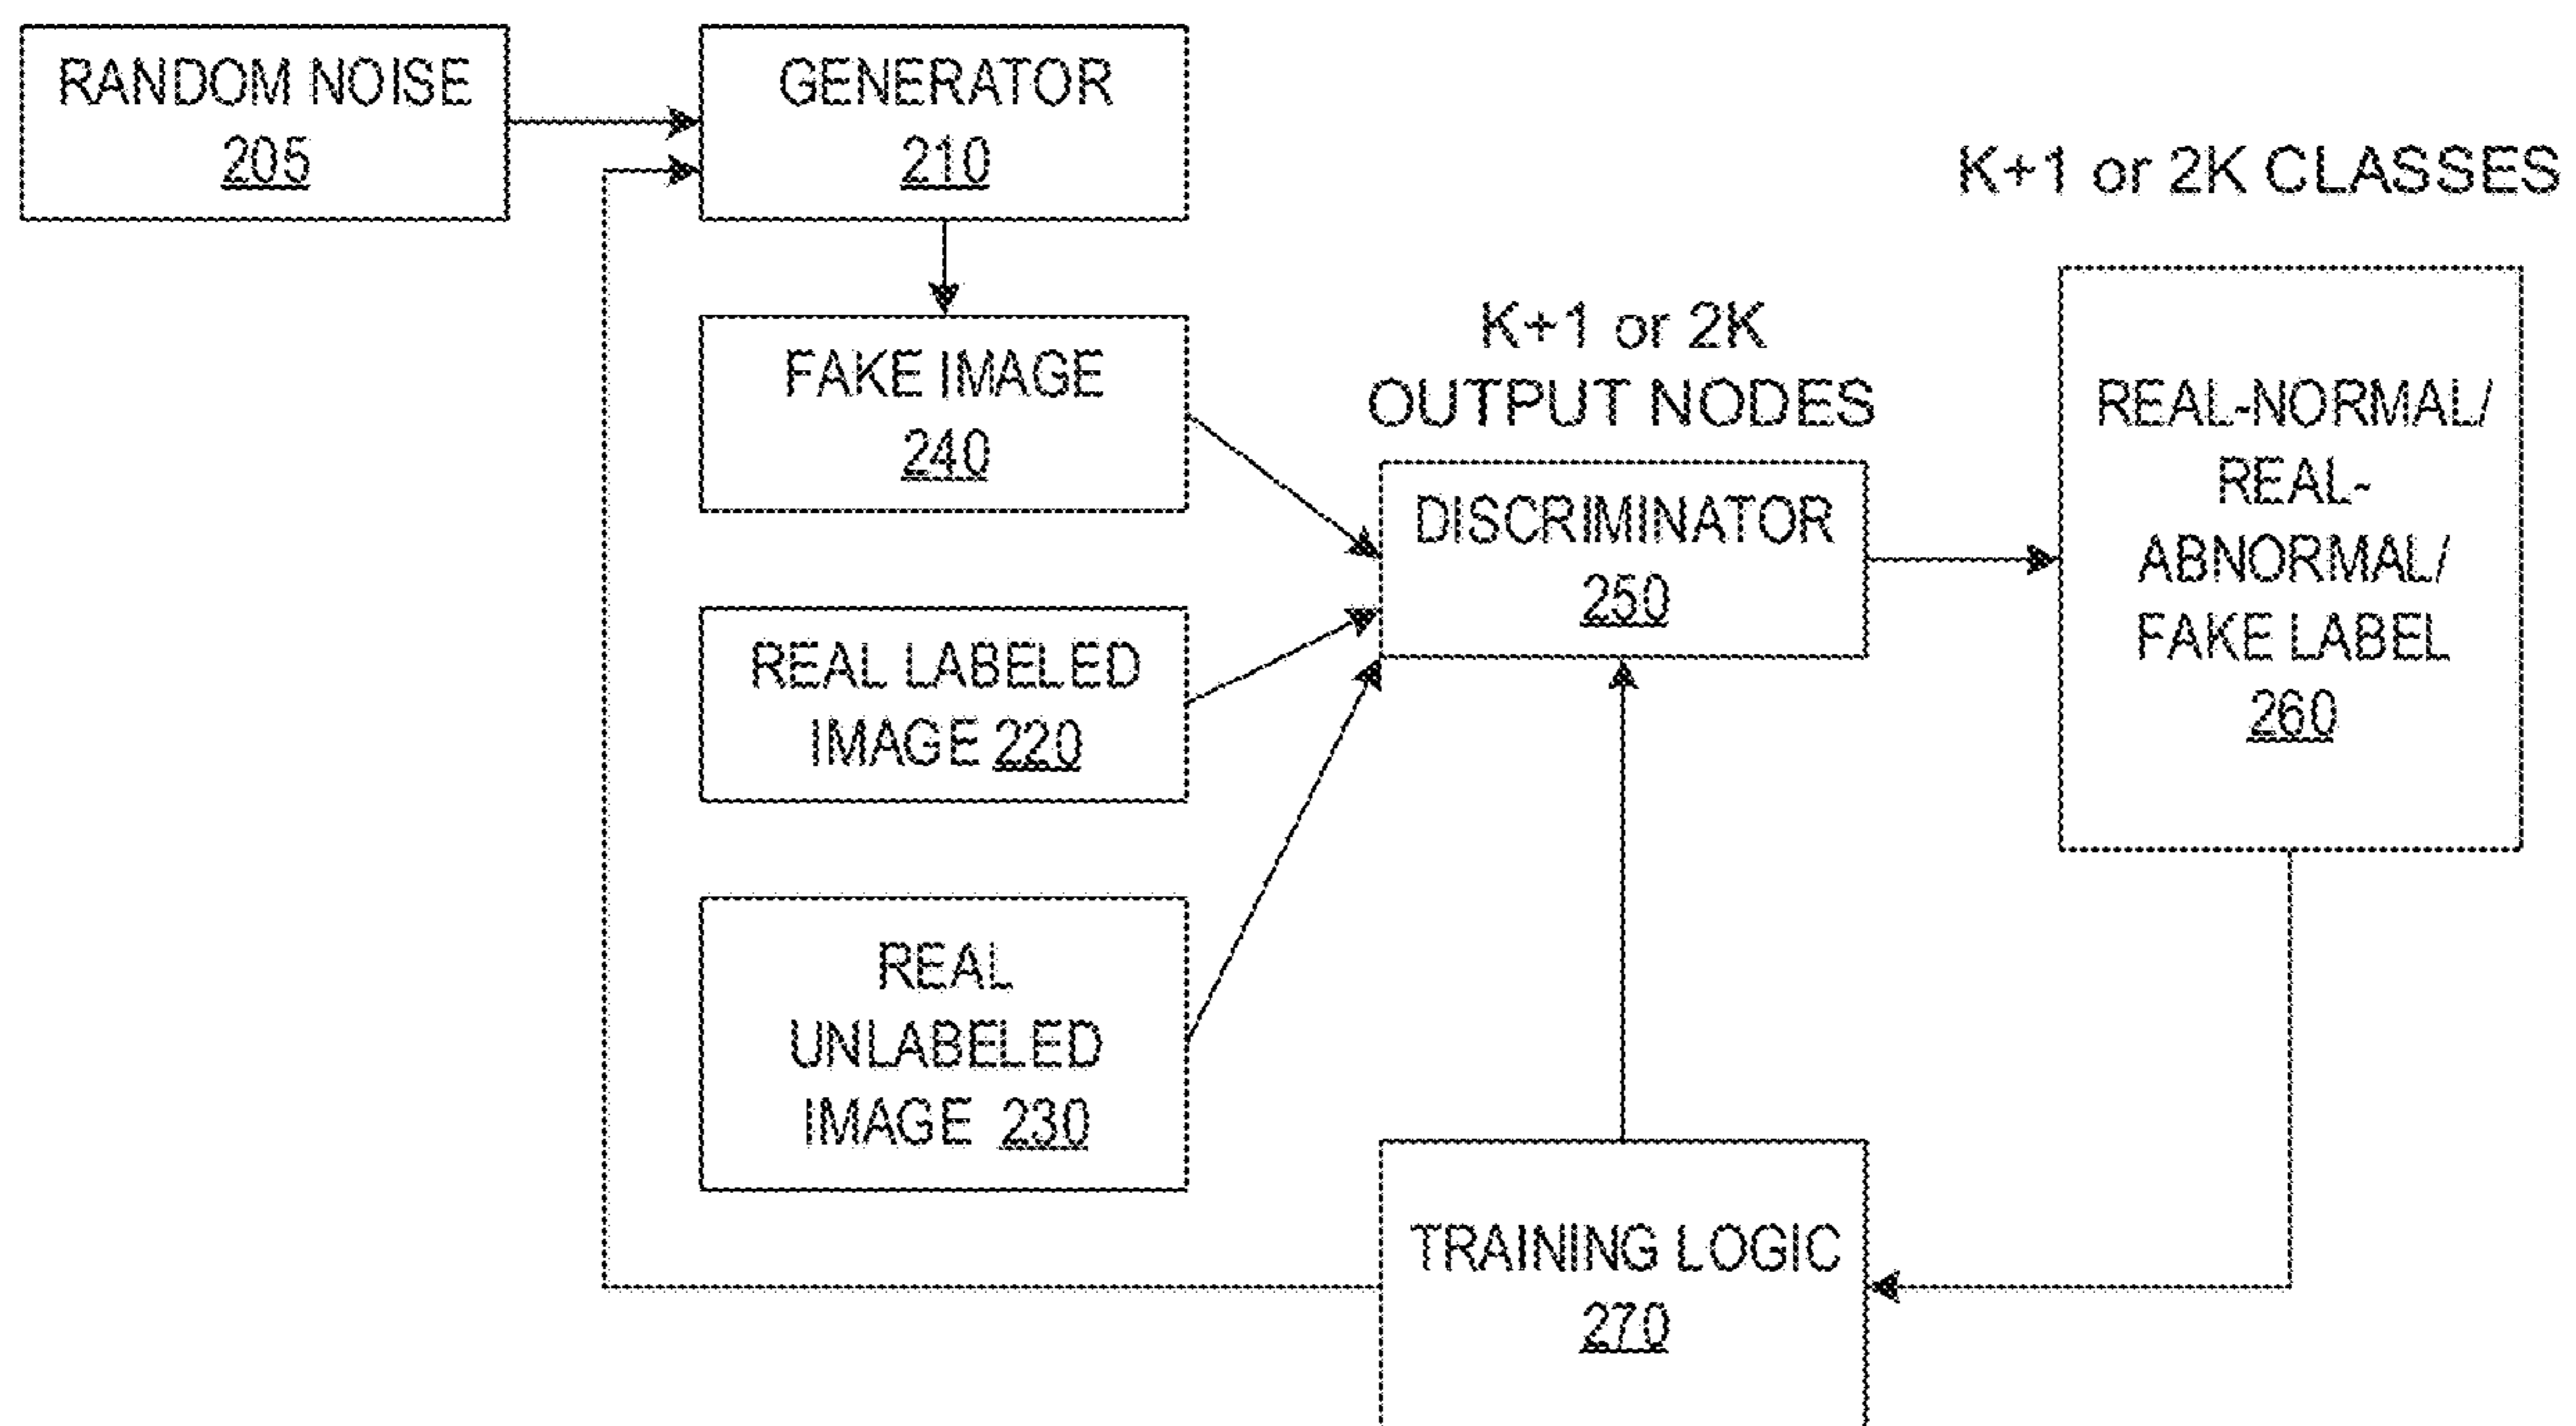 RANDOM NOISE
205
GENERATOR
210
K+1 or 2K CLASSES
FAKE IMAGE
240
K+1 or 2K
OUTPUT NODES
REAL-NORMAL/
REAL-
ABNORMAL/
FAKE LABEL
260
DISCRIMINATOR
250
REAL LABELED
IMAGE 220
REAL
UNLABELED
IMAGE 230
TRAINING LOGIC
270